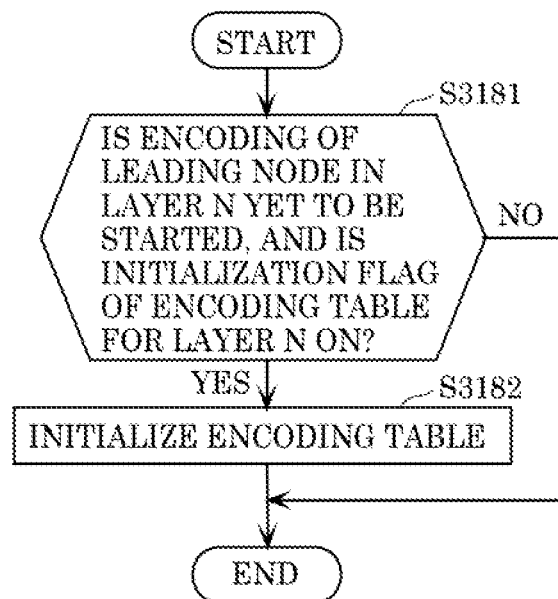 START
S3181
IS ENCODING OF
LEADING NODE IN
LAYER N YET TO BE
STARTED, AND IS
INITIALIZATION FLAG
OF ENCODING TABLE
FOR LAYER N ON?
NO
YES
S3182
INITIALIZE ENCODING TABLE
END